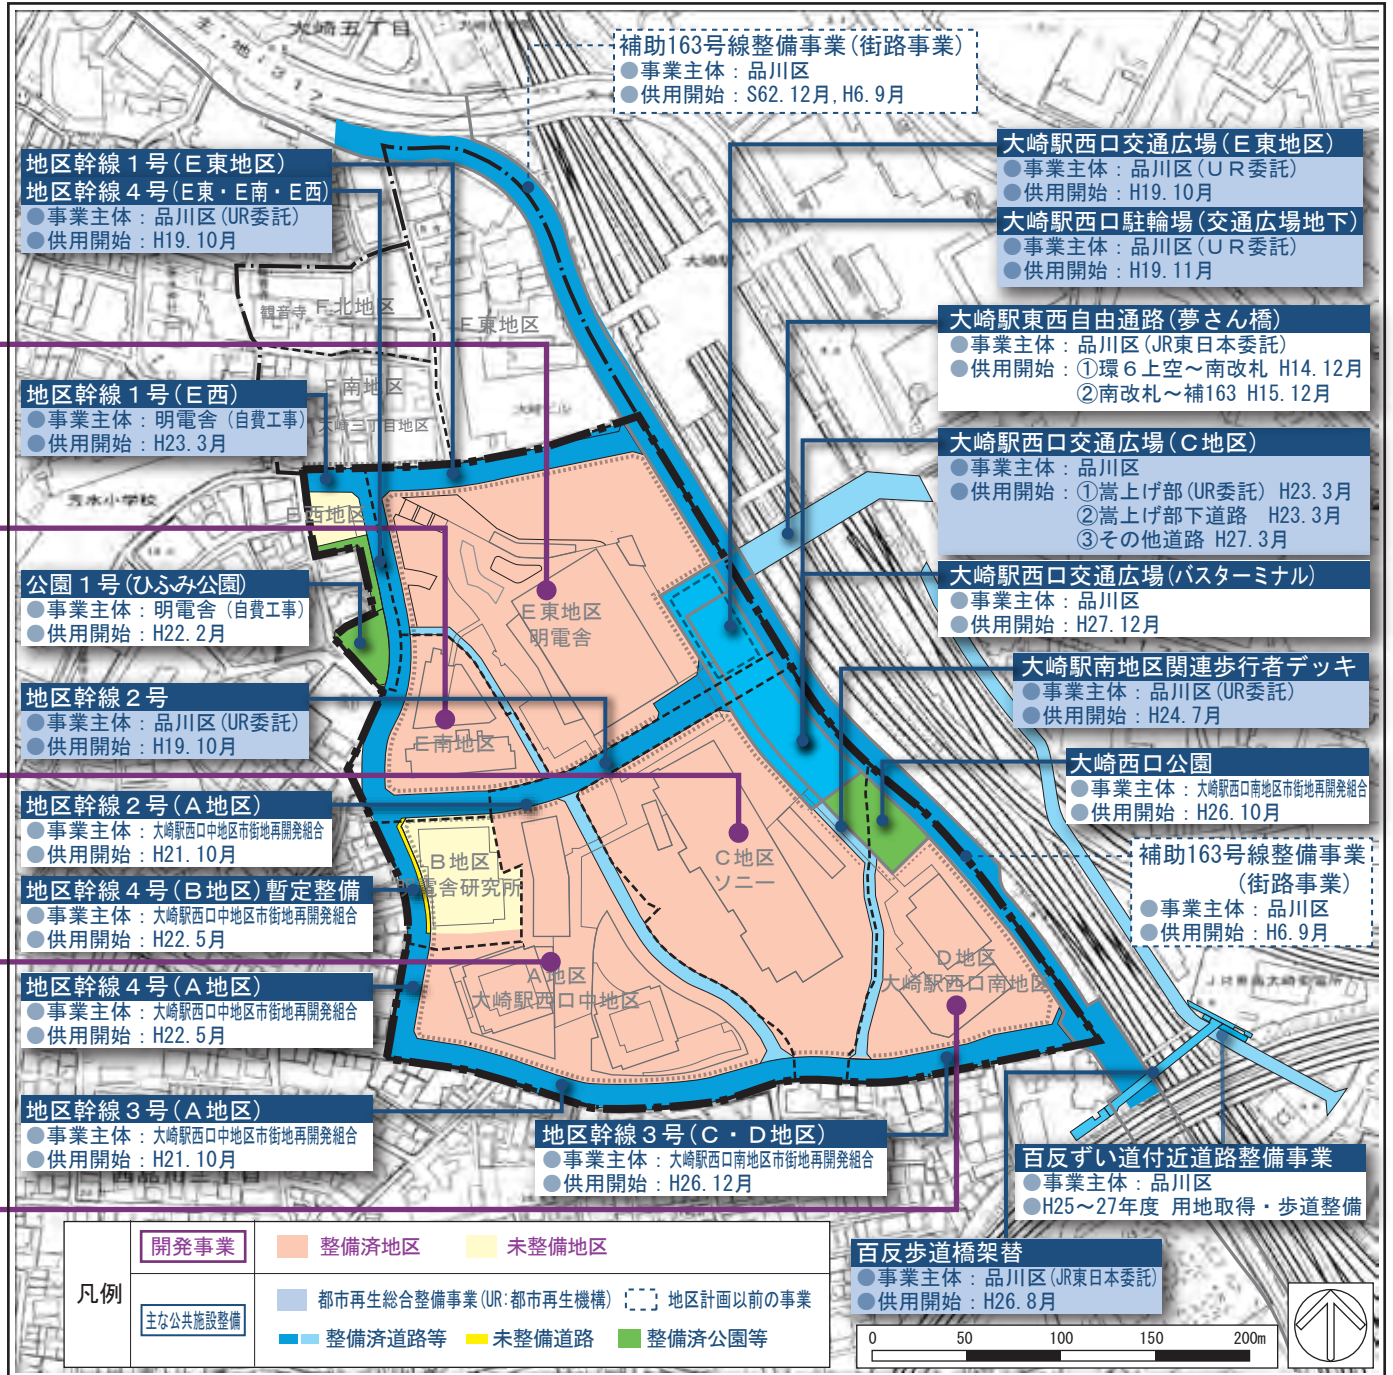 大崎五丁目
主・地・312
補助163号線整備事業(街路事業)
●事業主体：品川区
●供用開始：S62.12月,H6.9月
大崎駅西口交通広場(E東地区)
●事業主体：品川区(UR委託)
●供用開始：H19.10月
大崎駅西口駐輪場(交通広場地下)
●事業主体：品川区(UR委託)
●供用開始：H19.11月
地区幹線1号(E東地区)
地区幹線4号(E東・E南・E西)
●事業主体：品川区(UR委託)
●供用開始：H19.10月
大崎駅
観音寺
F北地区
F東地区
F南地区
大崎三丁目地区
大崎ビル
大崎駅東西自由通路(夢さん橋)
●事業主体：品川区(JR東日本委託)
●供用開始：①環6上空～南改札 H14.12月
②南改札～補163 H15.12月
地区幹線1号(E西)
●事業主体：明電舎(自費工事)
●供用開始：H23.3月
大崎駅西口交通広場(C地区)
●事業主体：品川区
●供用開始：①嵩上げ部(UR委託) H23.3月
②嵩上げ部下道路 H23.3月
③その他道路 H27.3月
芳水小学校
E西地区
大崎駅西口交通広場(バスターミナル)
●事業主体：品川区
●供用開始：H27.12月
公園1号(ひふみ公園)
●事業主体：明電舎(自費工事)
●供用開始：H22.2月
E東地区
明電舎
大崎駅南地区関連歩行者デッキ
●事業主体：品川区(UR委託)
●供用開始：H24.7月
地区幹線2号
●事業主体：品川区(UR委託)
●供用開始：H19.10月
E南地区
大崎西口公園
●事業主体：大崎駅西口南地区市街地再開発組合
●供用開始：H26.10月
地区幹線2号(A地区)
●事業主体：大崎駅西口中地区市街地再開発組合
●供用開始：H21.10月
B地区
電舎研究所
C地区
ソニー
補助163号線整備事業
(街路事業)
●事業主体：品川区
●供用開始：H6.9月
地区幹線4号(B地区)暫定整備
●事業主体：大崎駅西口中地区市街地再開発組合
●供用開始：H22.5月
A地区
大崎駅西口中地区
D地区
大崎駅西口南地区
地区幹線4号(A地区)
●事業主体：大崎駅西口中地区市街地再開発組合
●供用開始：H22.5月
地区幹線3号(A地区)
●事業主体：大崎駅西口中地区市街地再開発組合
●供用開始：H21.10月
地区幹線3号(C・D地区)
●事業主体：大崎駅西口南地区市街地再開発組合
●供用開始：H26.12月
百反ずい道付近道路整備事業
●事業主体：品川区
●H25～27年度 用地取得・歩道整備
百反歩道橋架替
●事業主体：品川区(JR東日本委託)
●供用開始：H26.8月
凡例
開発事業
整備済地区
未整備地区
主な公共施設整備
都市再生総合整備事業(UR:都市再生機構)
地区計画以前の事業
整備済道路等
未整備道路
整備済公園等
0 50 100 150 200m